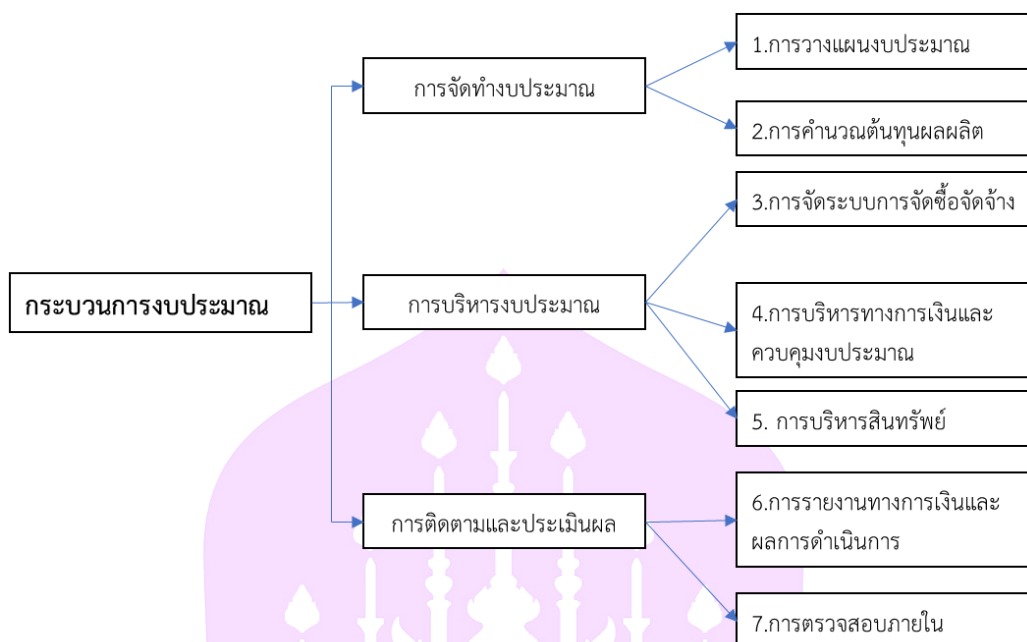 กระบวนการงบประมาณ
การจัดทำงบประมาณ
1.การวางแผนงบประมาณ
2.การคำนวณต้นทุนผลผลิต
การบริหารงบประมาณ
3.การจัดระบบการจัดซื้อจัดจ้าง
4.การบริหารทางการเงินและ
ควบคุมงบประมาณ
5. การบริหารสินทรัพย์
การติดตามและประเมินผล
6.การรายงานทางการเงินและ
ผลการดำเนินการ
7.การตรวจสอบภายใน